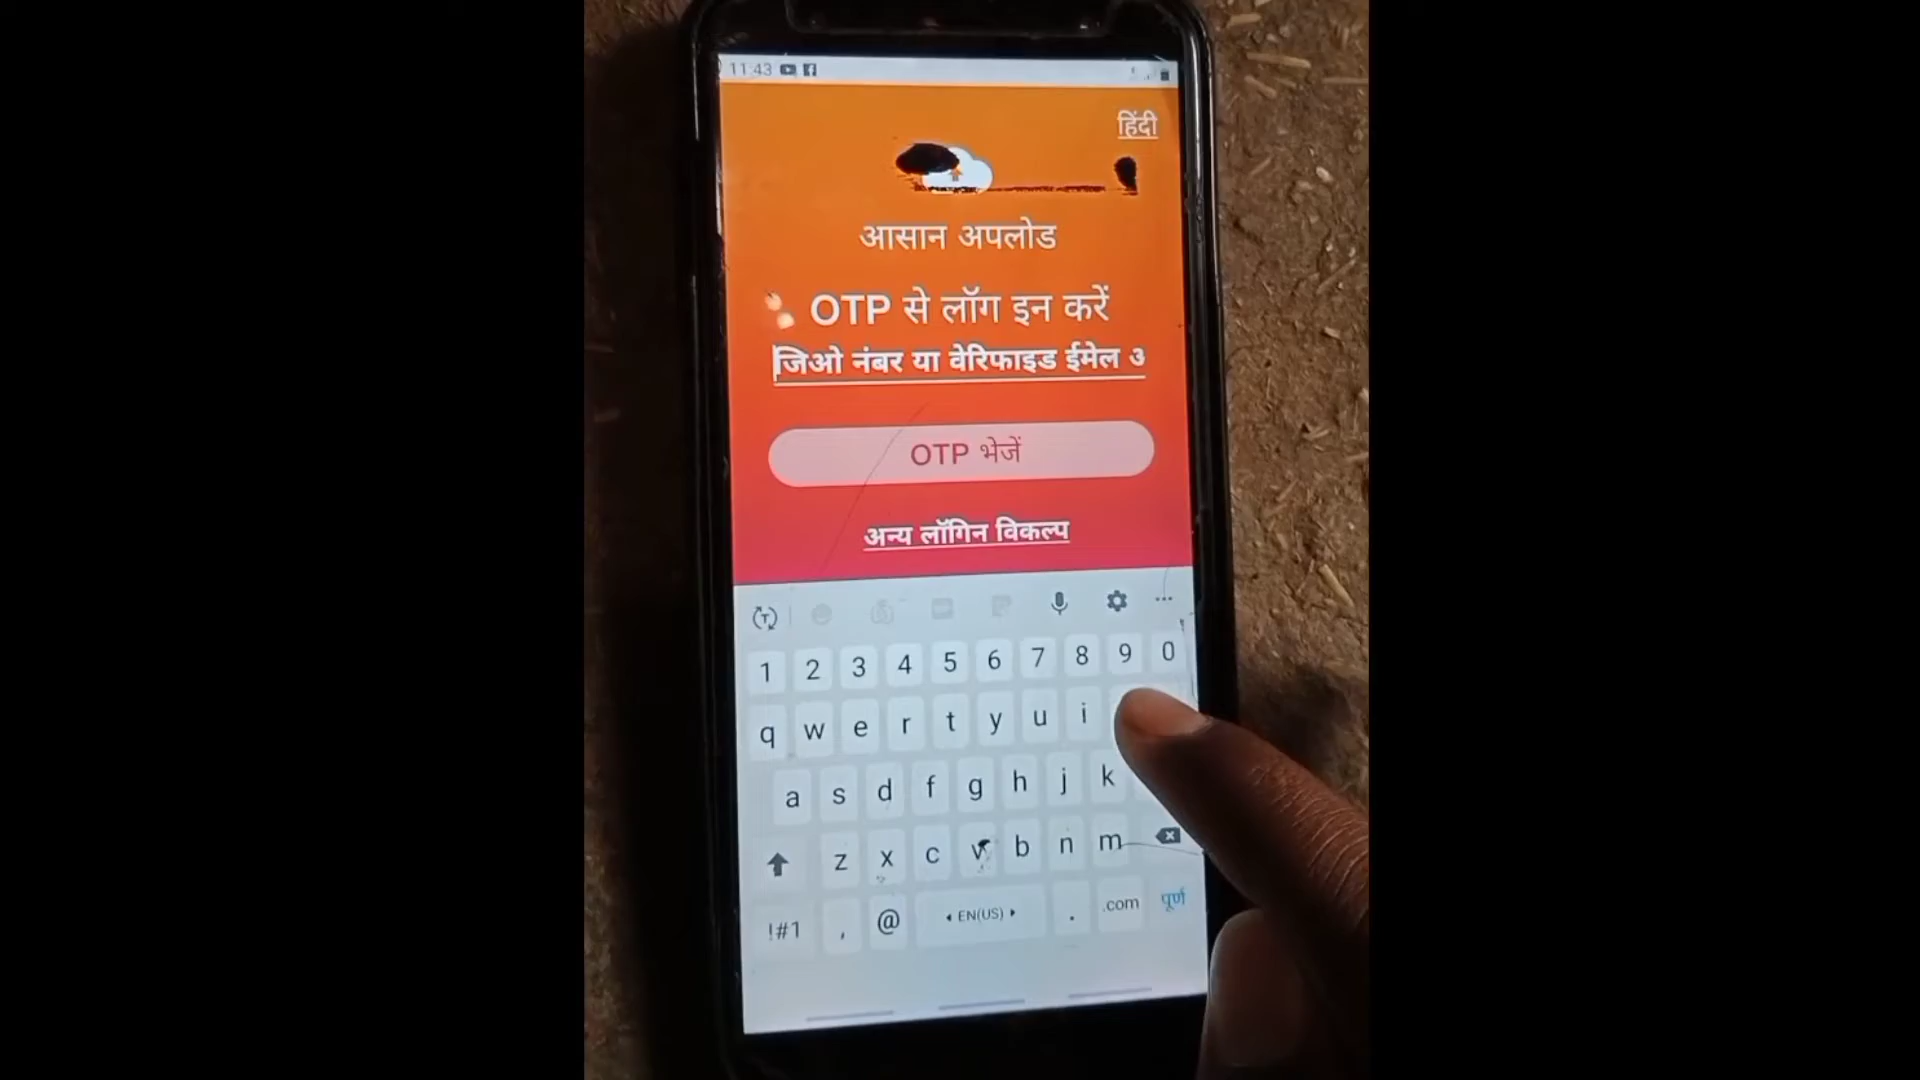 11:43
हिंदी
आसान अपलोड
OTP से लॉग इन करें
जिओ नंबर या वेरिफाइड ईमेल अ
OTP भेजें
अन्य लॉगिन विकल्प
1 2 3 4 5 6 7 8 9 0
q w e r t y u i
a s d f g h j k
z x c v b n m
!#1 , @ EN(US) . .com पूर्ण